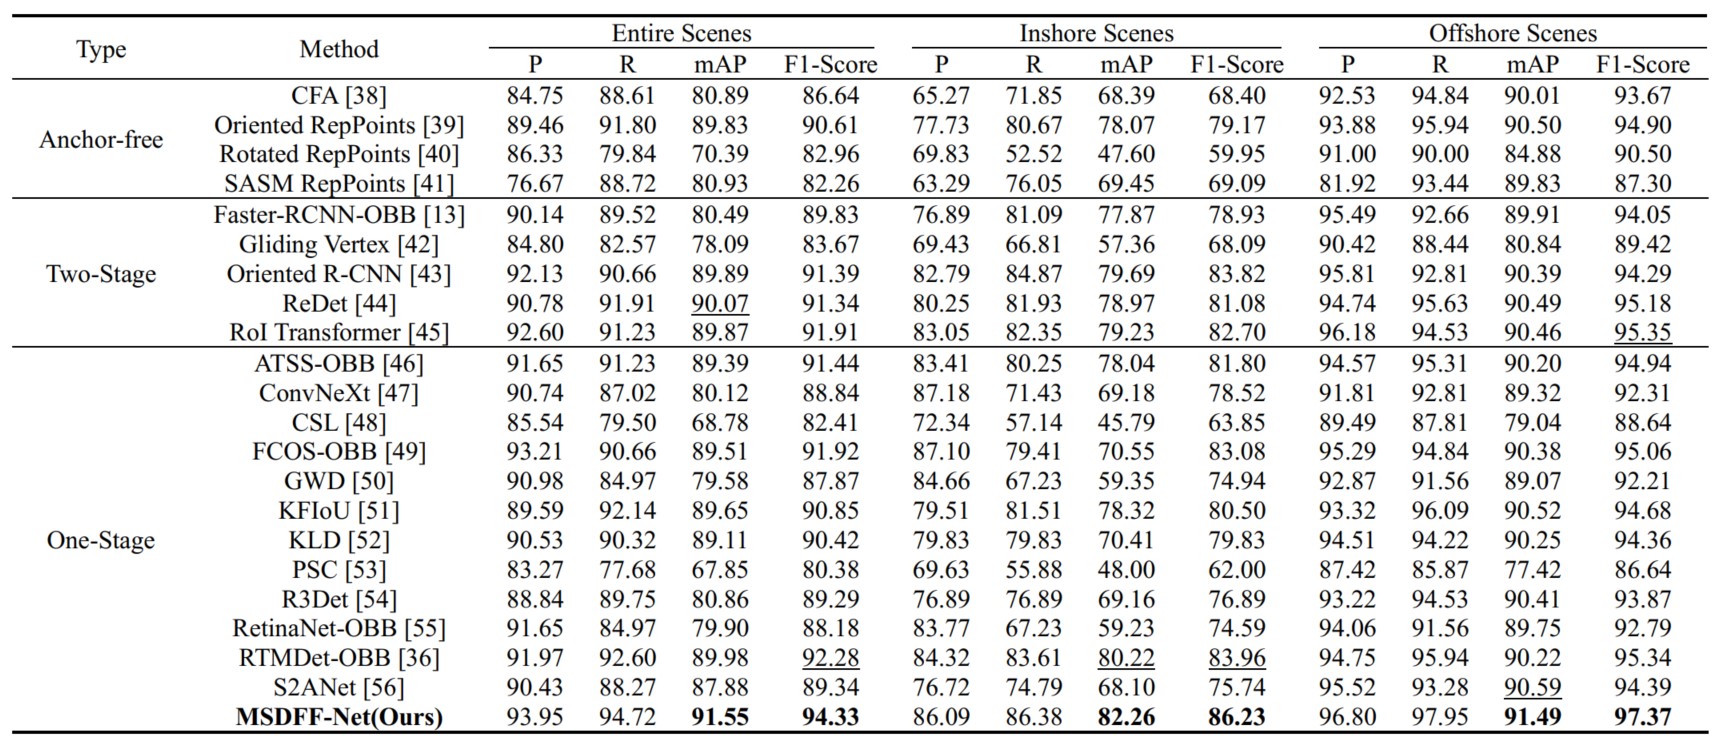 Type Method Entire Scenes Inshore Scenes Offshore Scenes
P R mAP F1-Score P R mAP F1-Score P R mAP F1-Score
Anchor-free
CFA [38] 84.75 88.61 80.89 86.64 65.27 71.85 68.39 68.40 92.53 94.84 90.01 93.67
Oriented RepPoints [39] 89.46 91.80 89.83 90.61 77.73 80.67 78.07 79.17 93.88 95.94 90.50 94.90
Rotated RepPoints [40] 86.33 79.84 70.39 82.96 69.83 52.52 47.60 59.95 91.00 90.00 84.88 90.50
SASM RepPoints [41] 76.67 88.72 80.93 82.26 63.29 76.05 69.45 69.09 81.92 93.44 89.83 87.30
Two-Stage
Faster-RCNN-OBB [13] 90.14 89.52 80.49 89.83 76.89 81.09 77.87 78.93 95.49 92.66 89.91 94.05
Gliding Vertex [42] 84.80 82.57 78.09 83.67 69.43 66.81 57.36 68.09 90.42 88.44 80.84 89.42
Oriented R-CNN [43] 92.13 90.66 89.89 91.39 82.79 84.87 79.69 83.82 95.81 92.81 90.39 94.29
ReDet [44] 90.78 91.91 90.07 91.34 80.25 81.93 78.97 81.08 94.74 95.63 90.49 95.18
RoI Transformer [45] 92.60 91.23 89.87 91.91 83.05 82.35 79.23 82.70 96.18 94.53 90.46 95.35
One-Stage
ATSS-OBB [46] 91.65 91.23 89.39 91.44 83.41 80.25 78.04 81.80 94.57 95.31 90.20 94.94
ConvNeXt [47] 90.74 87.02 80.12 88.84 87.18 71.43 69.18 78.52 91.81 92.81 89.32 92.31
CSL [48] 85.54 79.50 68.78 82.41 72.34 57.14 45.79 63.85 89.49 87.81 79.04 88.64
FCOS-OBB [49] 93.21 90.66 89.51 91.92 87.10 79.41 70.55 83.08 95.29 94.84 90.38 95.06
GWD [50] 90.98 84.97 79.58 87.87 84.66 67.23 59.35 74.94 92.87 91.56 89.07 92.21
KFIoU [51] 89.59 92.14 89.65 90.85 79.51 81.51 78.32 80.50 93.32 96.09 90.52 94.68
KLD [52] 90.53 90.32 89.11 90.42 79.83 79.83 70.41 79.83 94.51 94.22 90.25 94.36
PSC [53] 83.27 77.68 67.85 80.38 69.63 55.88 48.00 62.00 87.42 85.87 77.42 86.64
R3Det [54] 88.84 89.75 80.86 89.29 76.89 76.89 69.16 76.89 93.22 94.53 90.41 93.87
RetinaNet-OBB [55] 91.65 84.97 79.90 88.18 83.77 67.23 59.23 74.59 94.06 91.56 89.75 92.79
RTMDet-OBB [36] 91.97 92.60 89.98 92.28 84.32 83.61 80.22 83.96 94.75 95.94 90.22 95.34
S2ANet [56] 90.43 88.27 87.88 89.34 76.72 74.79 68.10 75.74 95.52 93.28 90.59 94.39
MSDFF-Net(Ours) 93.95 94.72 91.55 94.33 86.09 86.38 82.26 86.23 96.80 97.95 91.49 97.37